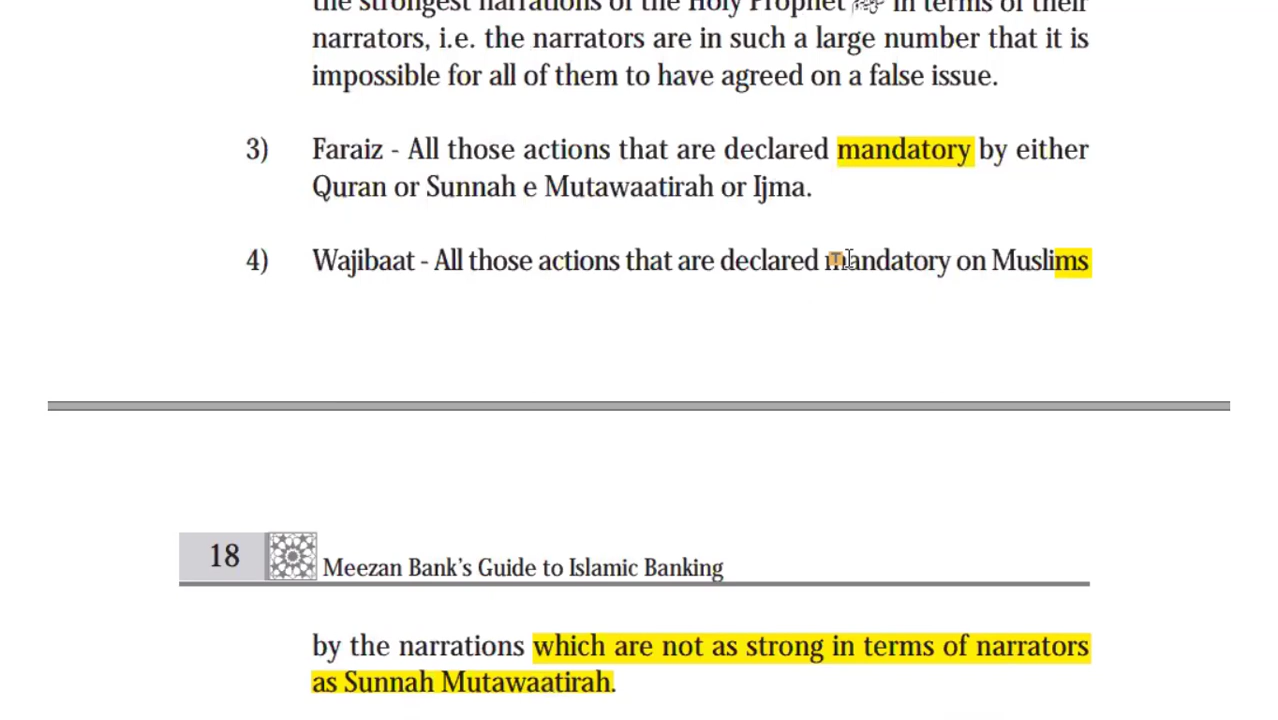 the strongest narrations of the Holy Prophet ﷺ in terms of their
narrators, i.e. the narrators are in such a large number that it is
impossible for all of them to have agreed on a false issue.
3) Faraiz - All those actions that are declared mandatory by either
Quran or Sunnah e Mutawaatirah or Ijma.
4) Wajibaat - All those actions that are declared mandatory on Muslims
18 Meezan Bank's Guide to Islamic Banking
by the narrations which are not as strong in terms of narrators
as Sunnah Mutawaatirah.